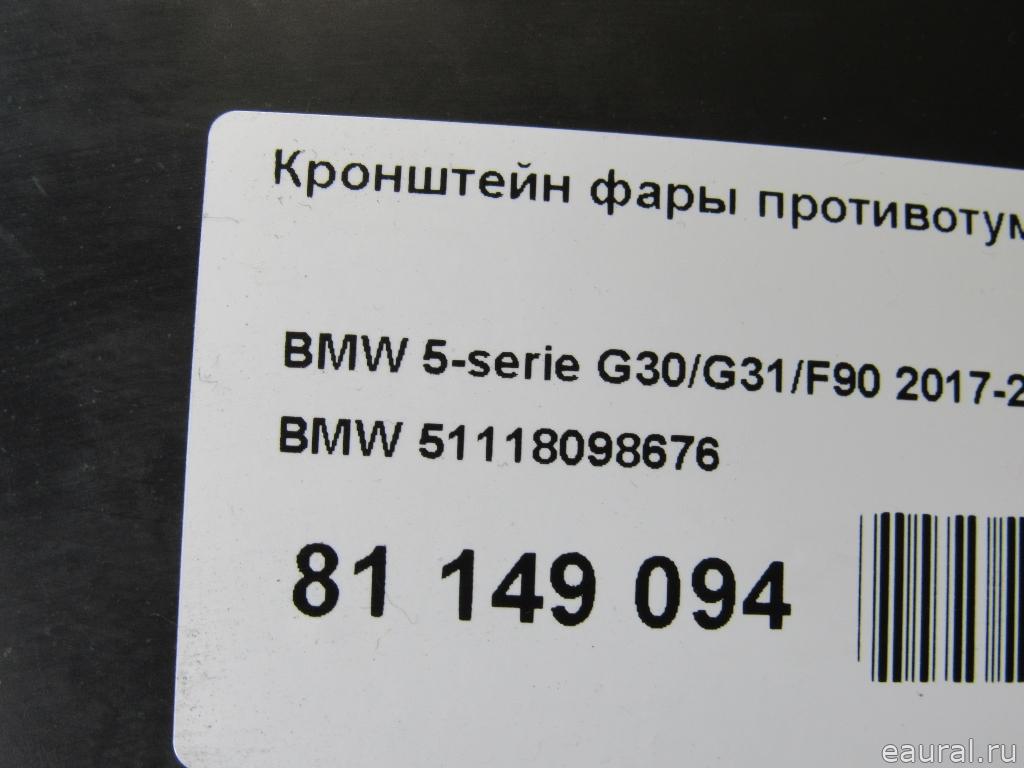 Кронштейн фары противотум
BMW 5-serie G30/G31/F90 2017-2
BMW 51118098676
81 149 094
eaural.ru